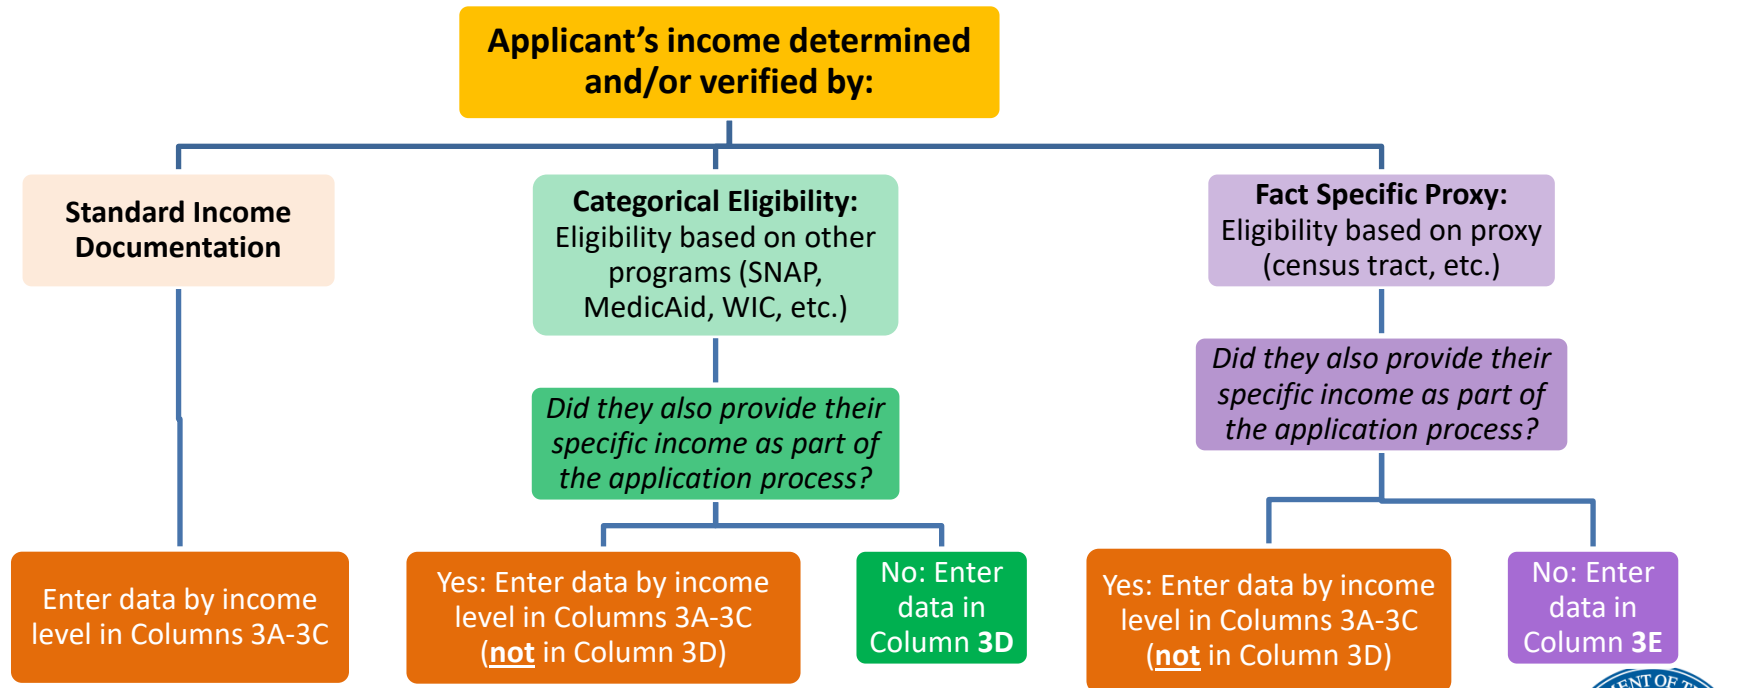 Applicant’s income determined
and/or verified by:
Standard Income
Documentation
Categorical Eligibility:
Eligibility based on other
programs (SNAP,
MedicAid, WIC, etc.)
Fact Specific Proxy:
Eligibility based on proxy
(census tract, etc.)
Did they also provide their
specific income as part of
the application process?
Did they also provide their
specific income as part of
the application process?
Enter data by income
level in Columns 3A-3C
Yes: Enter data by income
level in Columns 3A-3C
(not in Column 3D)
No: Enter
data in
Column 3D
Yes: Enter data by income
level in Columns 3A-3C
(not in Column 3D)
No: Enter
data in
Column 3E